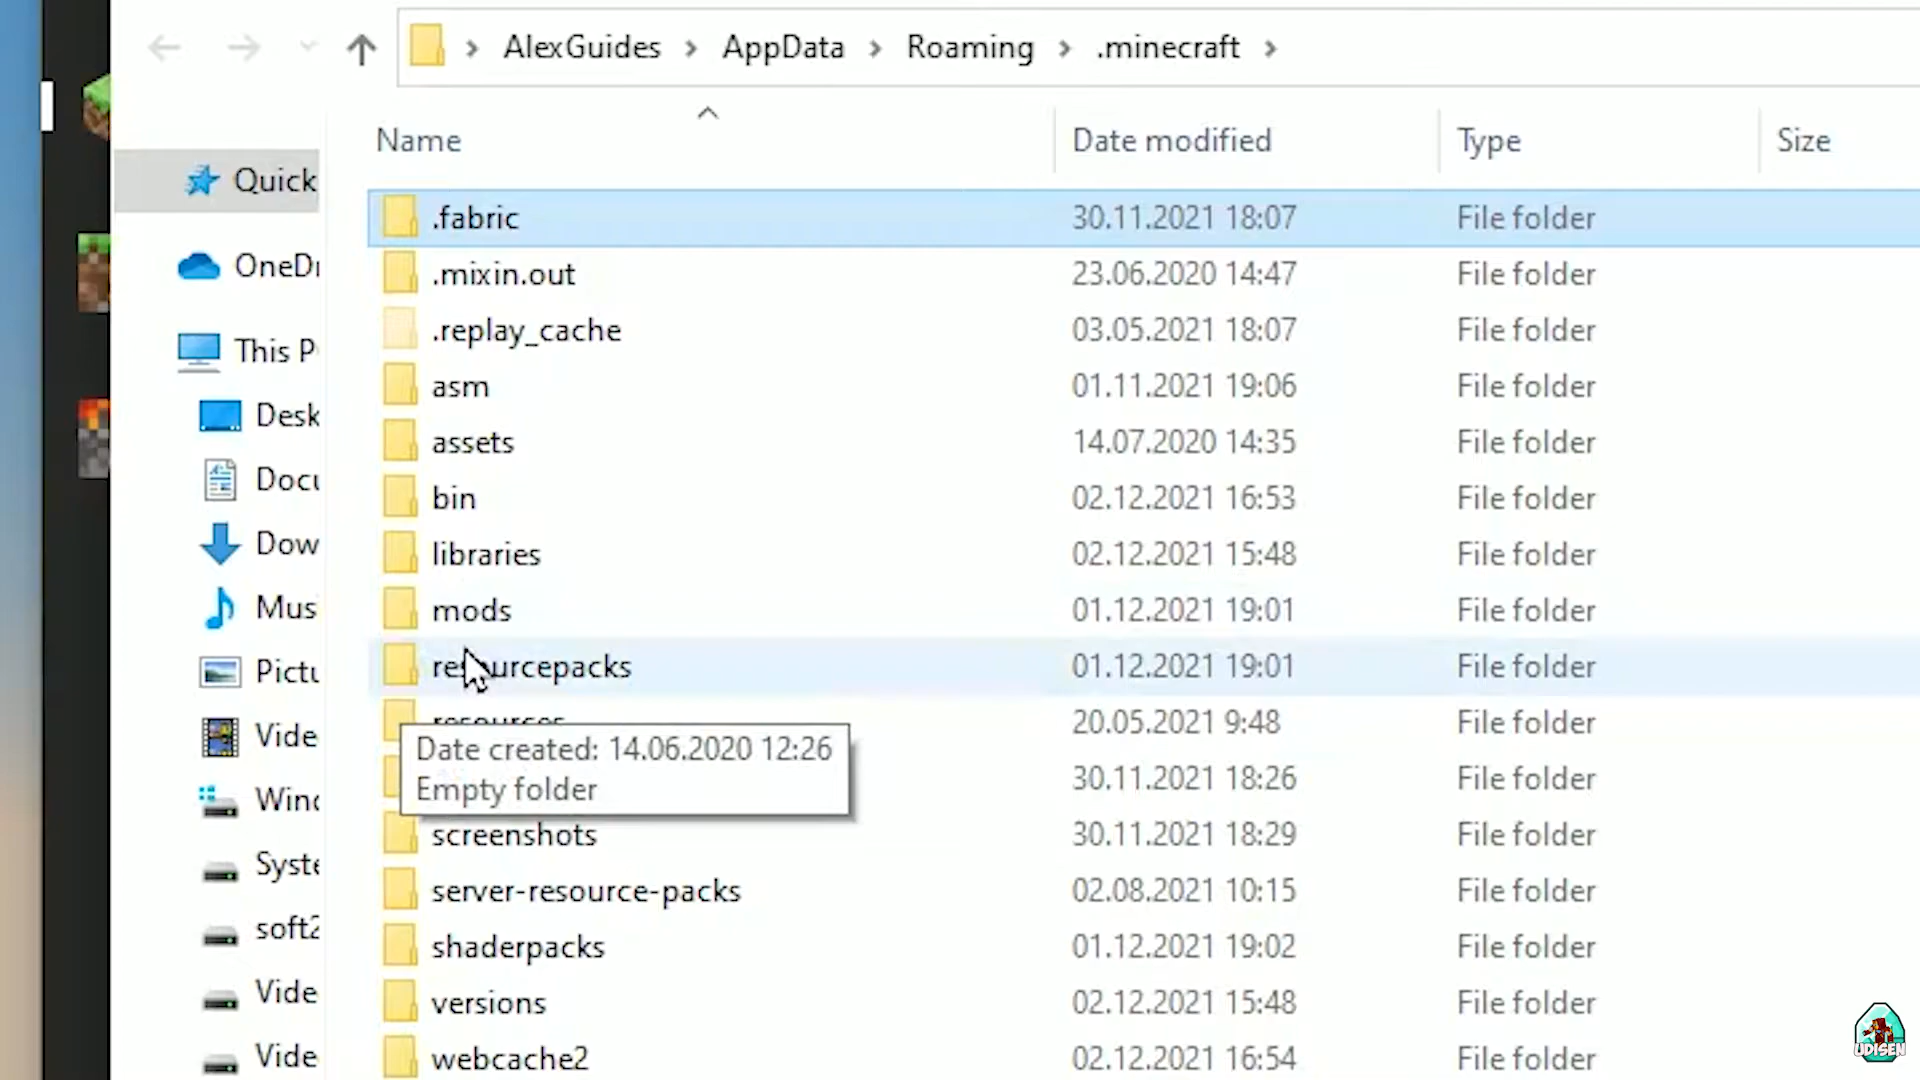 AlexGuides > AppData > Roaming > .minecraft >
Name Date modified Type Size
Quick
OneDr
This P
Desk
Docu
Dow
Mus
Pictu
Vide
Wind
Syste
soft2
Vide
Vide
.fabric 30.11.2021 18:07 File folder
.mixin.out 23.06.2020 14:47 File folder
.replay_cache 03.05.2021 18:07 File folder
asm 01.11.2021 19:06 File folder
assets 14.07.2020 14:35 File folder
bin 02.12.2021 16:53 File folder
libraries 02.12.2021 15:48 File folder
mods 01.12.2021 19:01 File folder
resourcepacks 01.12.2021 19:01 File folder
resources 20.05.2021 9:48 File folder
Date created: 14.06.2020 12:26
Empty folder
30.11.2021 18:26 File folder
screenshots 30.11.2021 18:29 File folder
server-resource-packs 02.08.2021 10:15 File folder
shaderpacks 01.12.2021 19:02 File folder
versions 02.12.2021 15:48 File folder
webcache2 02.12.2021 16:54 File folder
UDISEN